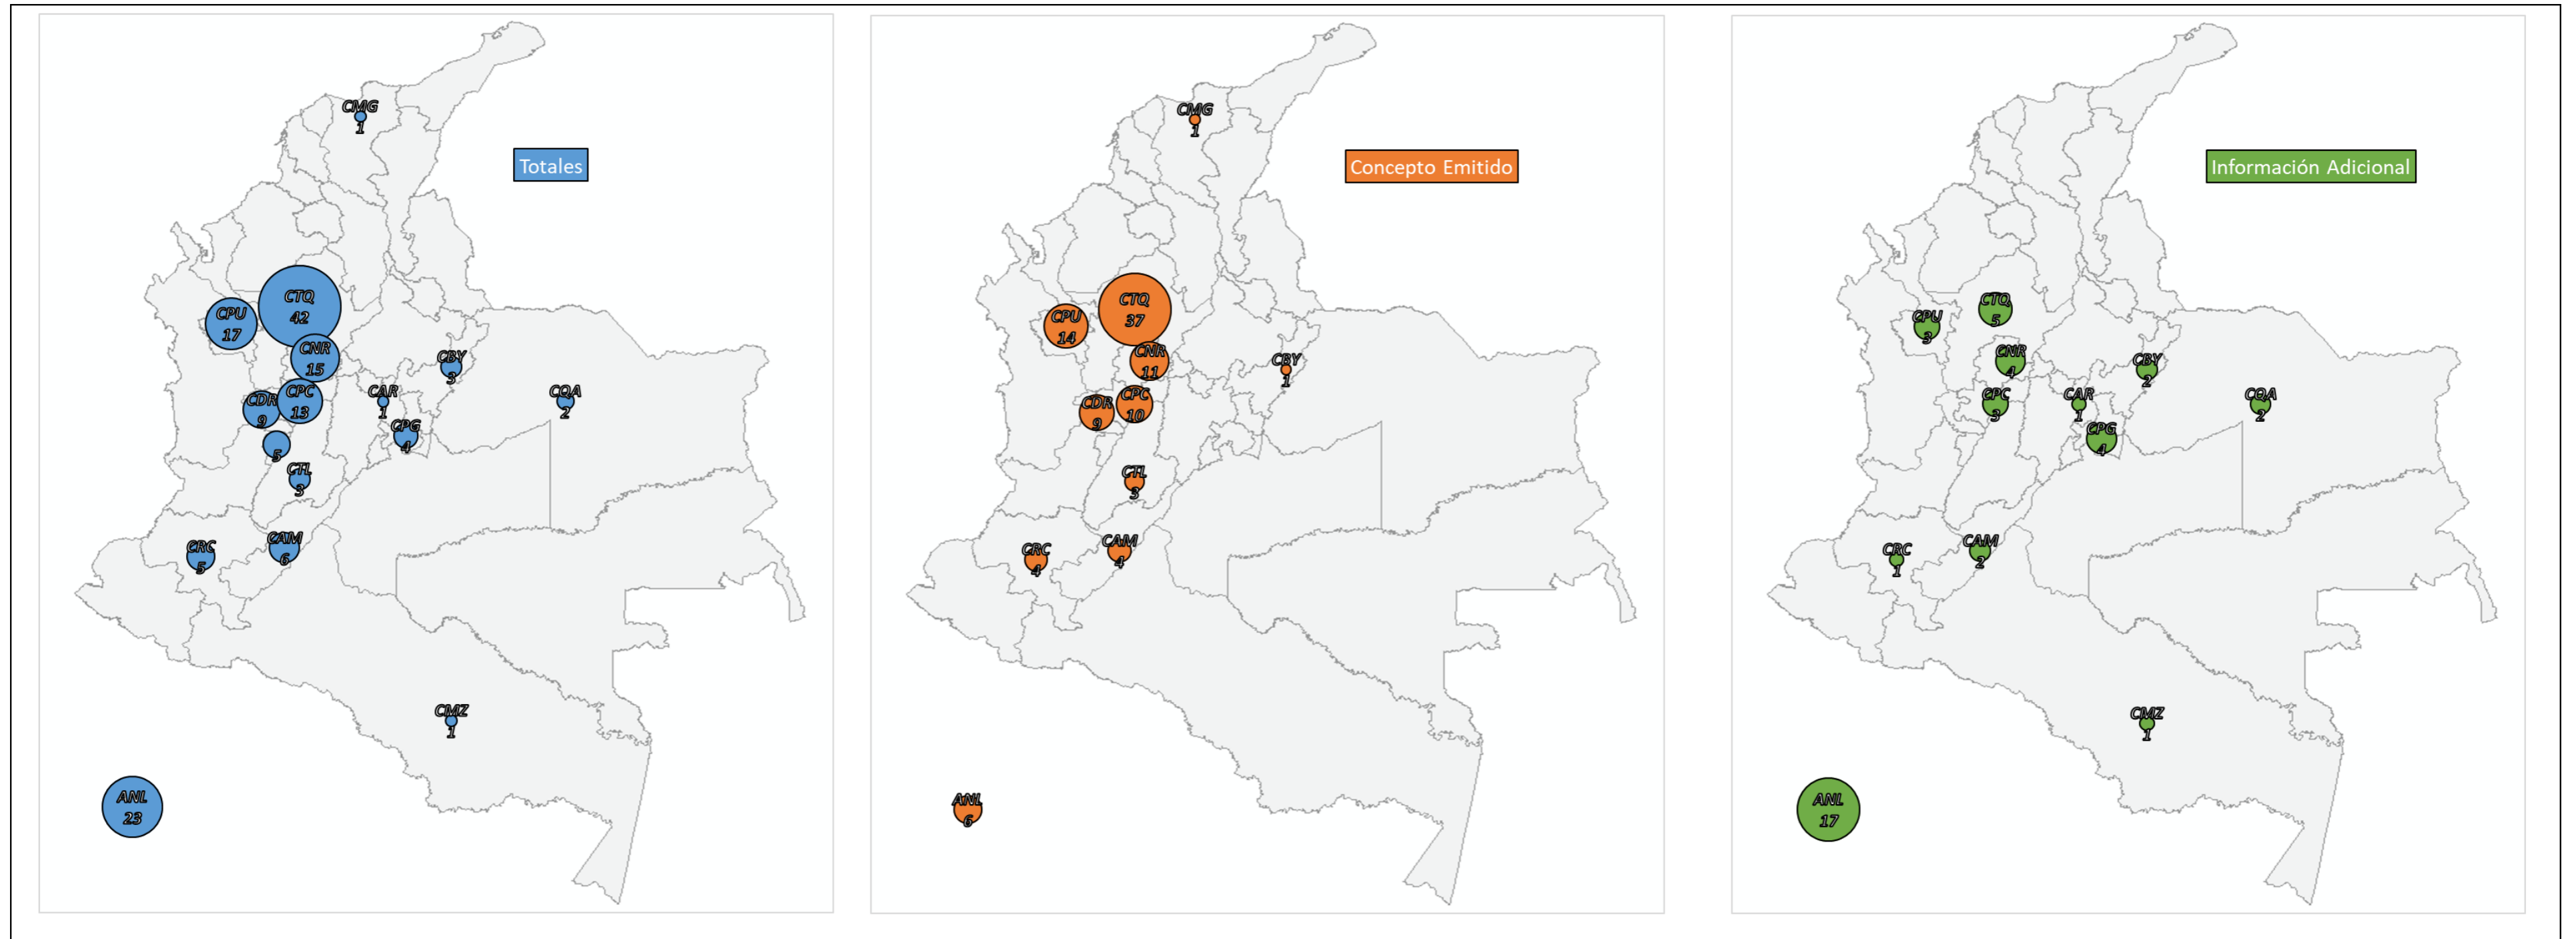 CMG
1
Totales
CTQ
42
CPU
17
CNR
15
CBY
3
CAR
1
CQA
2
CPC
13
CDR
9
CPG
4
5
CTL
3
CAM
6
CRC
5
CMZ
1
ANL
23
CMG
1
Concepto Emitido
CTQ
37
CPU
14
CNR
11
CBY
1
CPC
10
CDR
9
CTL
3
CAM
4
CRC
4
ANL
6
Información Adicional
CTQ
5
CPU
3
CNR
4
CBY
2
CPC
3
CAR
1
CQA
2
CPG
4
CAM
2
CRC
1
CMZ
1
ANL
17